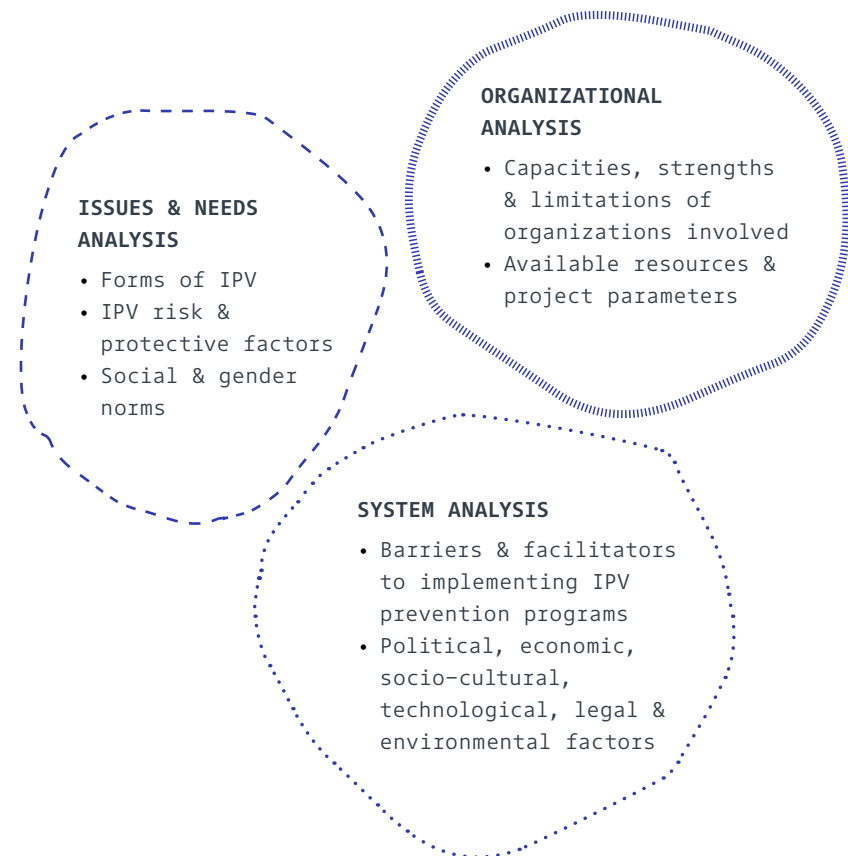 ORGANIZATIONAL
ANALYSIS
• Capacities, strengths
& limitations of
organizations involved
• Available resources &
project parameters
ISSUES & NEEDS
ANALYSIS
• Forms of IPV
• IPV risk &
protective factors
• Social & gender
norms
SYSTEM ANALYSIS
• Barriers & facilitators
to implementing IPV
prevention programs
• Political, economic,
socio-cultural,
technological, legal &
environmental factors